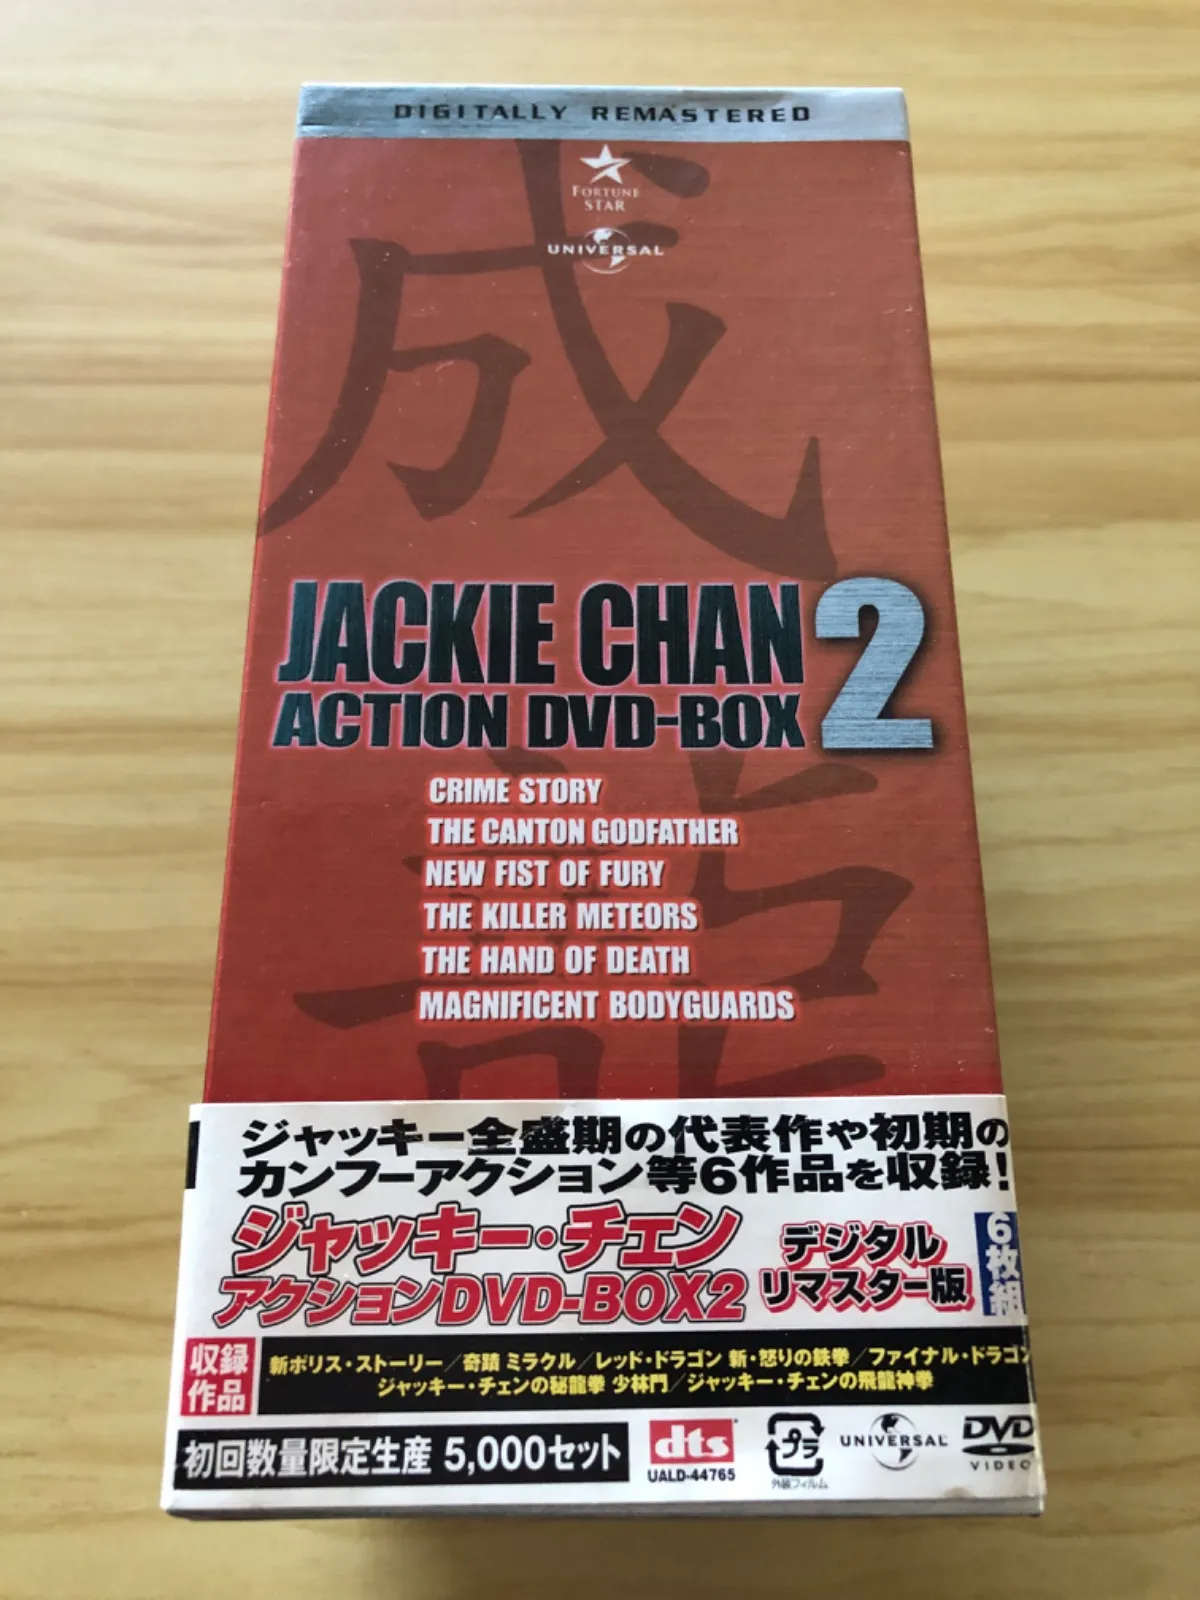 DIGITALLY REMASTERED
FORTUNE
STAR
UNIVERSAL
成
龍
JACKIE CHAN 2
ACTION DVD-BOX
CRIME STORY
THE CANTON GODFATHER
NEW FIST OF FURY
THE KILLER METEORS
THE HAND OF DEATH
MAGNIFICENT BODYGUARDS
ジャッキー全盛期の代表作や初期の
カンフーアクション等6作品を収録!
ジャッキー・チェン
アクションDVD-BOX2
デジタル
リマスター版
6枚組
収録
作品
新ポリス・ストーリー/奇蹟 ミラクル/レッド・ドラゴン 新・怒りの鉄拳/ファイナル・ドラゴン
ジャッキー・チェンの秘龍拳 少林門/ジャッキー・チェンの飛龍神拳
初回数量限定生産 5,000セット
dts
UALD-44765
プラ
外装フィルム
UNIVERSAL
DVD
VIDEO